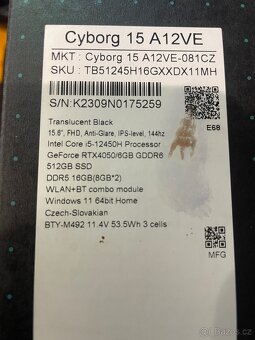 Cyborg 15 A12VE
MKT : Cyborg 15 A12VE-081CZ
SKU : TB51245H16GXXDX11MH
S/N:K2309N0175259
E68
Translucent Black
15.6", FHD, Anti-Glare, IPS-level, 144hz
Intel Core i5-12450H Processor
GeForce RTX4050/6GB GDDR6
512GB SSD
DDR5 16GB(8GB*2)
WLAN+BT combo module
Windows 11 64bit Home
Czech-Slovakian
BTY-M492 11.4V 53.5Wh 3 cells
MFG
© Sbazar.cz